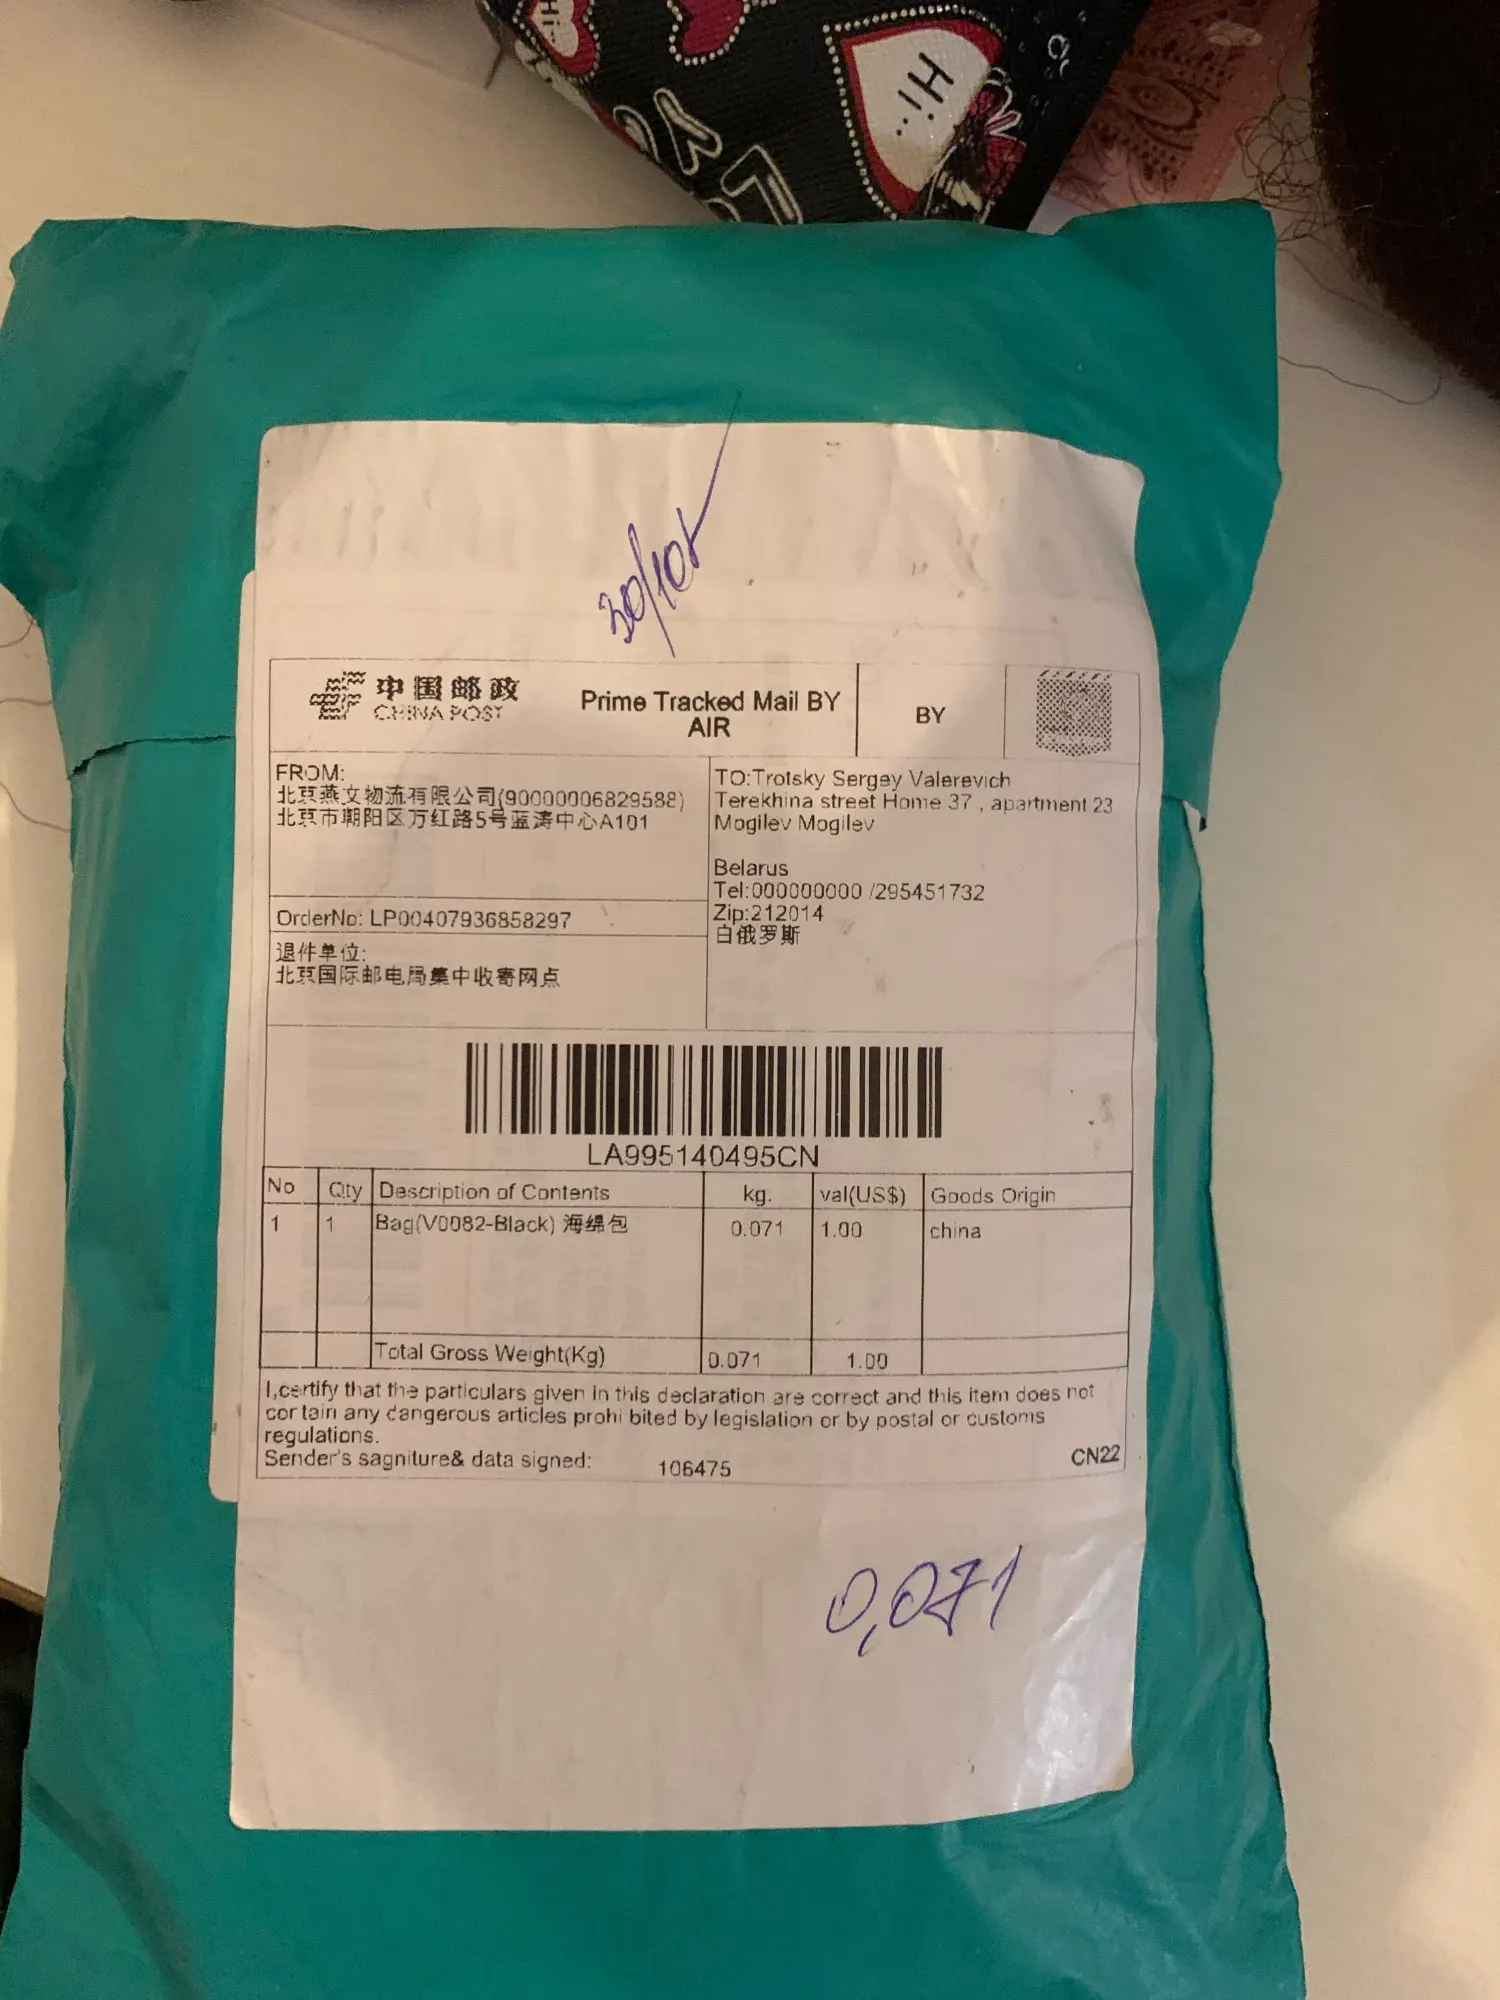 Hi..
Hi..
30/10
中国邮政
CHINA POST
Prime Tracked Mail BY
AIR
BY
FROM:
北京燕文物流有限公司(90000006829588)
北京市朝阳区万红路5号蓝涛中心A101
TO:Trotsky Sergey Valerevich
Terekhina street Home 37 , apartment 23
Mogilev Mogilev
Belarus
Tel:000000000 /295451732
Zip:212014
白俄罗斯
OrderNo: LP00407936858297
退件单位:
北京国际邮电局集中收寄网点
LA995140495CN
No Qty Description of Contents kg. val(US$) Goods Origin
1 1 Bag(V0082-Black) 海绵包 0.071 1.00 china
Total Gross Weight(Kg) 0.071 1.00
I,certify that the particulars given in this declaration are correct and this item does not
contain any dangerous articles prohi bited by legislation or by postal or customs
regulations.
Sender's sagniture& data signed: 106475
CN22
0,071